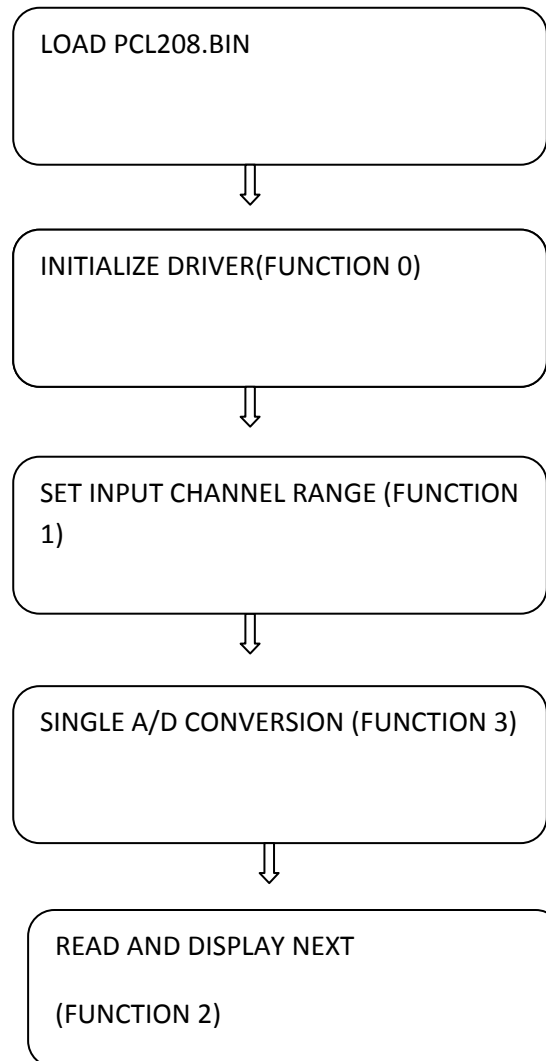 LOAD PCL208.BIN
INITIALIZE DRIVER(FUNCTION 0)
SET INPUT CHANNEL RANGE (FUNCTION
1)
SINGLE A/D CONVERSION (FUNCTION 3)
READ AND DISPLAY NEXT
(FUNCTION 2)